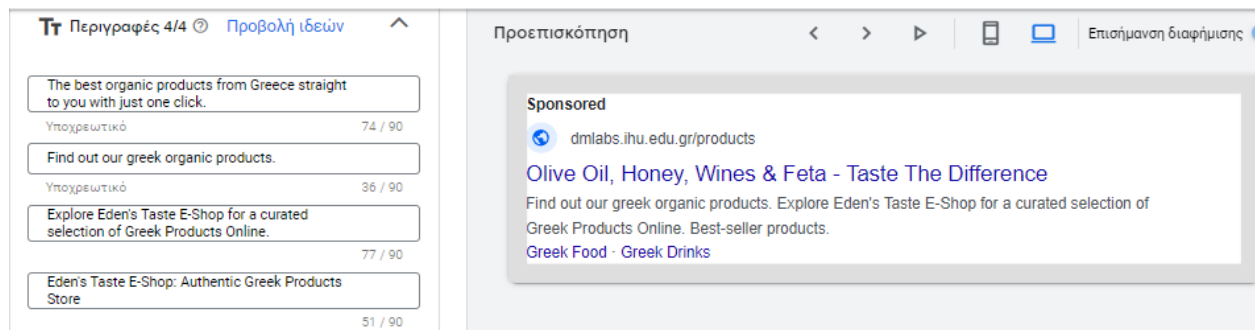 Tт Περιγραφές 4/4 Προβολή ιδεών
The best organic products from Greece straight
to you with just one click.
Υποχρεωτικό 74 / 90
Find out our greek organic products.
Υποχρεωτικό 36 / 90
Explore Eden's Taste E-Shop for a curated
selection of Greek Products Online.
77 / 90
Eden's Taste E-Shop: Authentic Greek Products
Store
51 / 90
Προεπισκόπηση Επισήμανση διαφήμισης
Sponsored
dmlabs.ihu.edu.gr/products
Olive Oil, Honey, Wines & Feta - Taste The Difference
Find out our greek organic products. Explore Eden's Taste E-Shop for a curated selection of
Greek Products Online. Best-seller products.
Greek Food · Greek Drinks